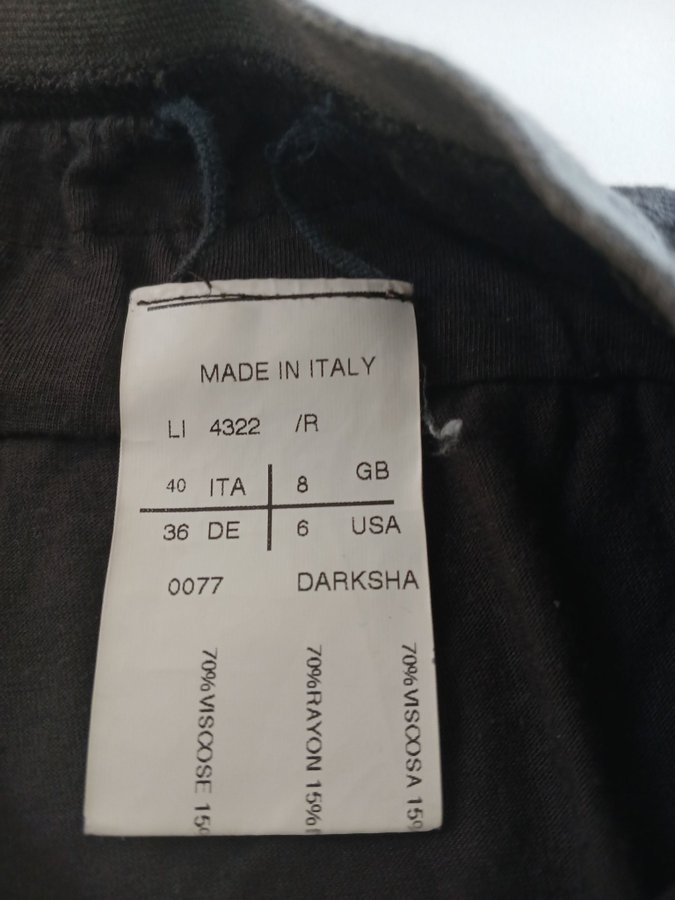 MADE IN ITALY
LI 4322 /R
40 ITA 8 GB
36 DE 6 USA
0077 DARKSHA
70%VISCOSE 15%
70%RAYON 15%
70%VISCOSA 15%